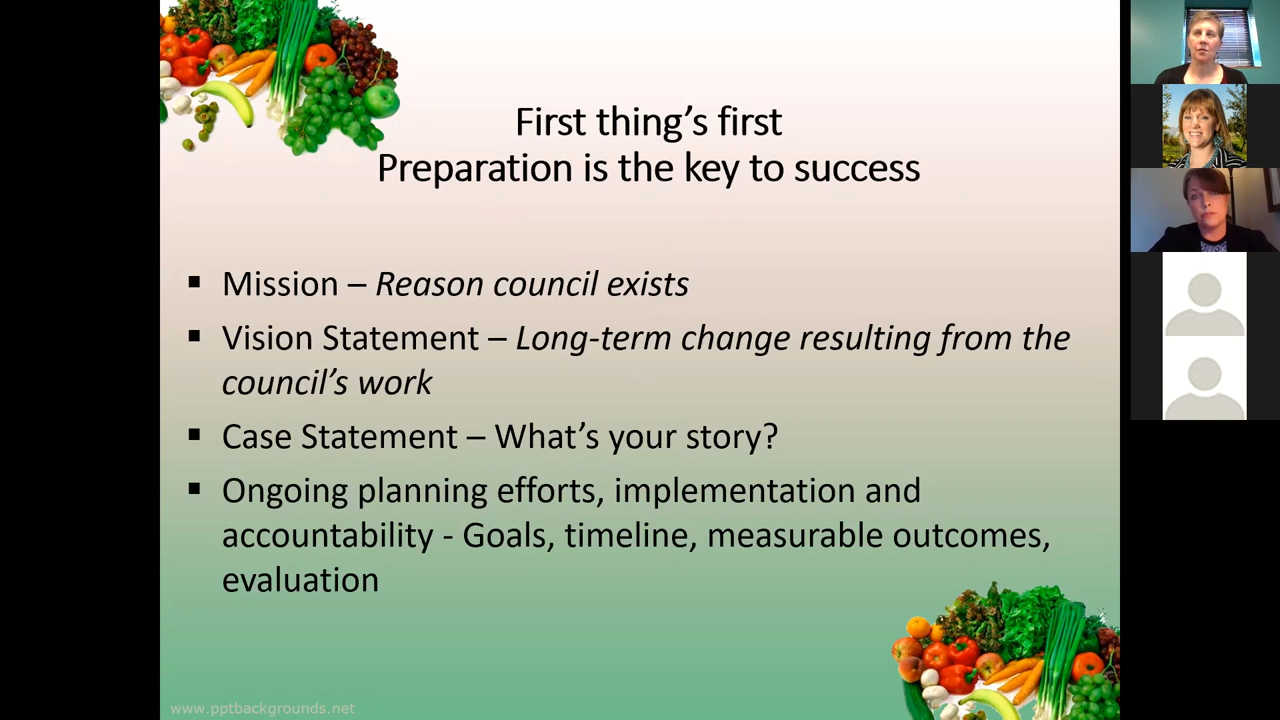 First thing’s first
Preparation is the key to success
▪ Mission – Reason council exists
▪ Vision Statement – Long-term change resulting from the
council’s work
▪ Case Statement – What’s your story?
▪ Ongoing planning efforts, implementation and
accountability - Goals, timeline, measurable outcomes,
evaluation
www.pptbackgrounds.net